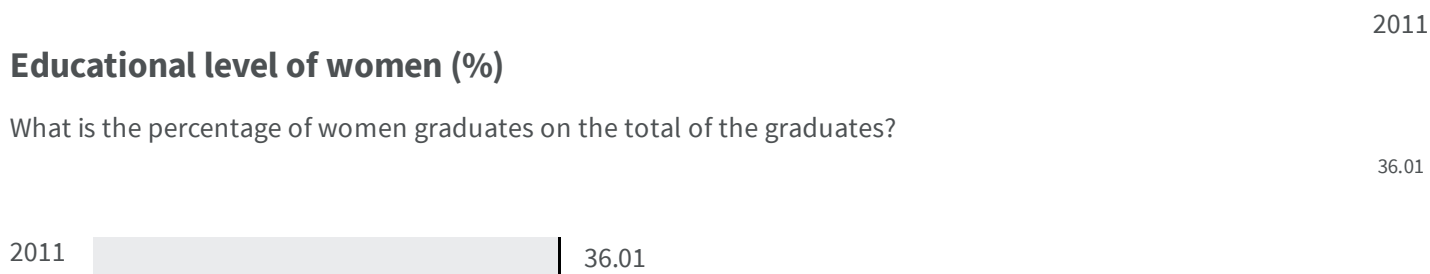 2011
Educational level of women (%)
What is the percentage of women graduates on the total of the graduates?
36.01
2011 36.01